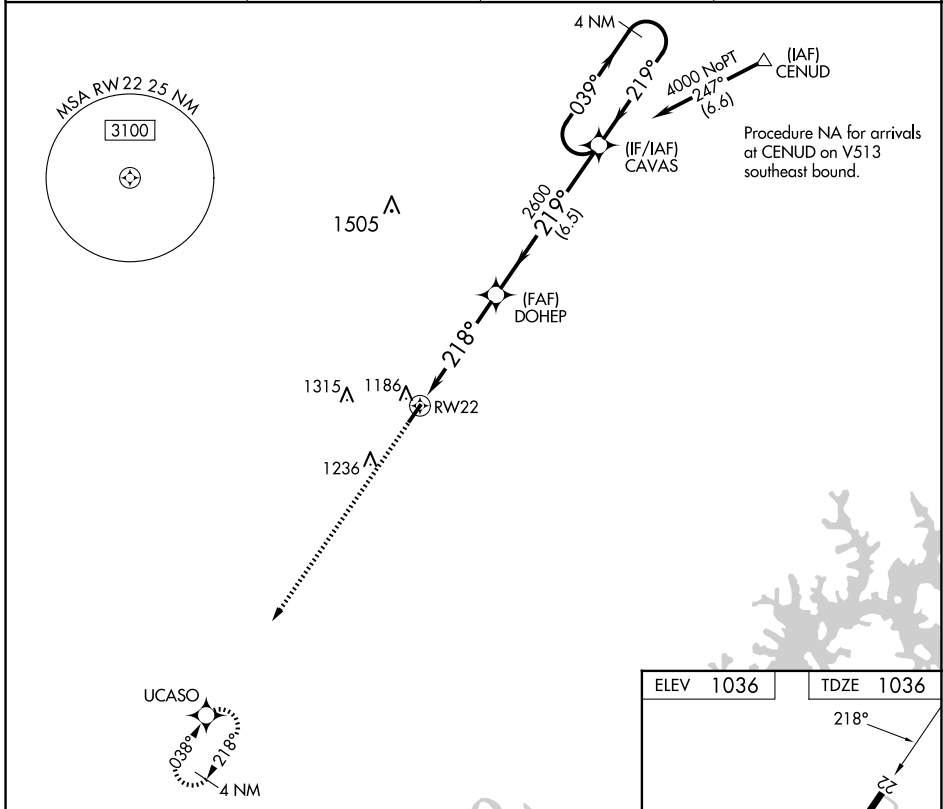 MSA RW22 25 NM
3100
4 NM
039°
219°
4000 NoPT
247°
(6.6)
(IAF)
CENUD
(IF/IAF)
CAVAS
Procedure NA for arrivals
at CENUD on V513
southeast bound.
1505
2600
219°
(6.5)
(FAF)
DOHEP
218°
1315
1186
RW22
1236
UCASO
038°
218°
4 NM
ELEV 1036
TDZE 1036
218°
22